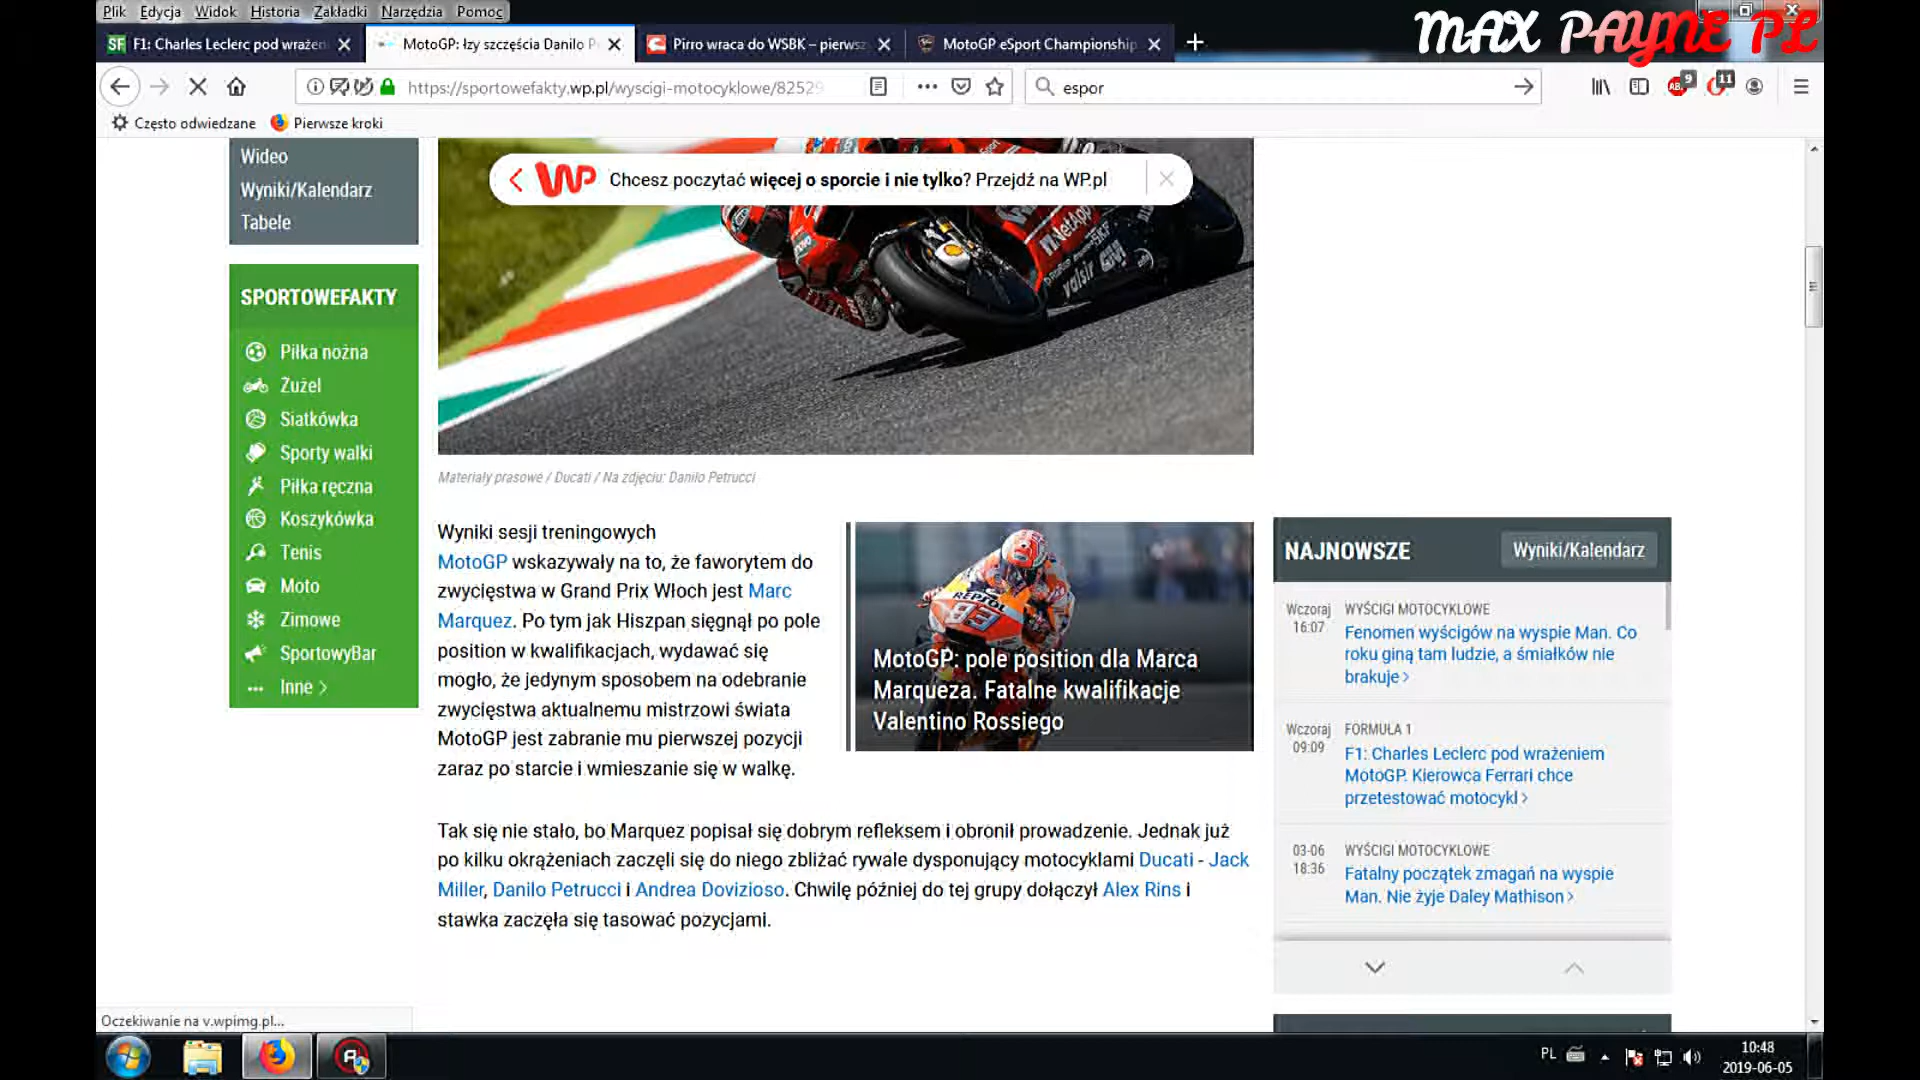 Plik Edycja Widok Historia Zakładki Narzędzia Pomoc
MAX PAYNE PL
F1: Charles Leclerc pod wrażen
MotoGP: łzy szczęścia Danilo P
Pirro wraca do WSBK – pierwsz
MotoGP eSport Championship
https://sportowefakty.wp.pl/wyscigi-motocyklowe/82529
espor
9
11
Często odwiedzane
Pierwsze kroki
Wideo
Wyniki/Kalendarz
Tabele
WP Chcesz poczytać więcej o sporcie i nie tylko? Przejdź na WP.pl
NetApp
SPORTOWEFAKTY
Piłka nożna
Żużel
Siatkówka
Sporty walki
Piłka ręczna
Koszykówka
Tenis
Moto
Zimowe
SportowyBar
Inne
Materiały prasowe / Ducati / Na zdjęciu: Danilo Petrucci
Wyniki sesji treningowych
MotoGP wskazywały na to, że faworytem do
zwycięstwa w Grand Prix Włoch jest Marc
Marquez. Po tym jak Hiszpan sięgnął po pole
position w kwalifikacjach, wydawać się
mogło, że jedynym sposobem na odebranie
zwycięstwa aktualnemu mistrzowi świata
MotoGP jest zabranie mu pierwszej pozycji
zaraz po starcie i wmieszanie się w walkę.
REPSOL
93
MotoGP: pole position dla Marca
Marqueza. Fatalne kwalifikacje
Valentino Rossiego
Tak się nie stało, bo Marquez popisał się dobrym refleksem i obronił prowadzenie. Jednak już
po kilku okrążeniach zaczęli się do niego zbliżać rywale dysponujący motocyklami Ducati - Jack
Miller, Danilo Petrucci i Andrea Dovizioso. Chwilę później do tej grupy dołączył Alex Rins i
stawka zaczęła się tasować pozycjami.
NAJNOWSZE
Wyniki/Kalendarz
Wczoraj
16:07
WYŚCIGI MOTOCYKLOWE
Fenomen wyścigów na wyspie Man. Co
roku giną tam ludzie, a śmiałków nie
brakuje
Wczoraj
09:09
FORMUŁA 1
F1: Charles Leclerc pod wrażeniem
MotoGP. Kierowca Ferrari chce
przetestować motocykl
03-06
18:36
WYŚCIGI MOTOCYKLOWE
Fatalny początek zmagań na wyspie
Man. Nie żyje Daley Mathison
Oczekiwanie na v.wpimg.pl...
PL
10:48
2019-06-05